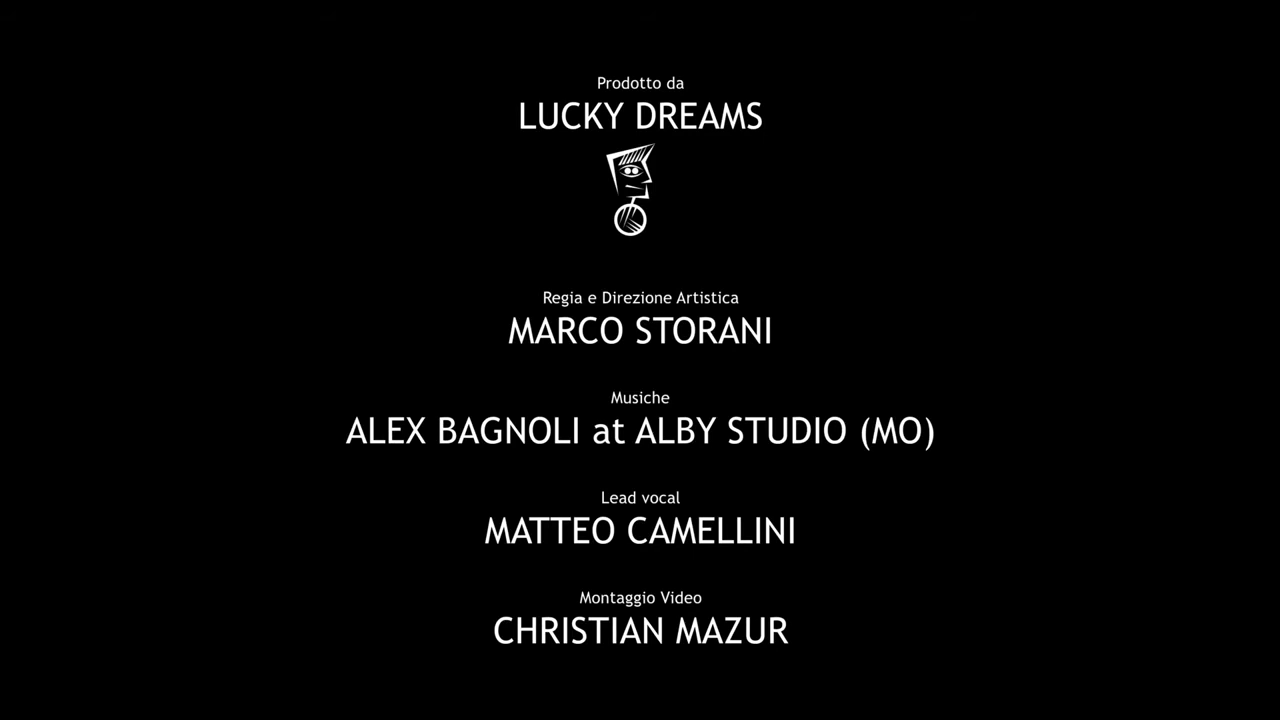 Prodotto da
LUCKY DREAMS
Regia e Direzione Artistica
MARCO STORANI
Musiche
ALEX BAGNOLI at ALBY STUDIO (MO)
Lead vocal
MATTEO CAMELLINI
Montaggio Video
CHRISTIAN MAZUR